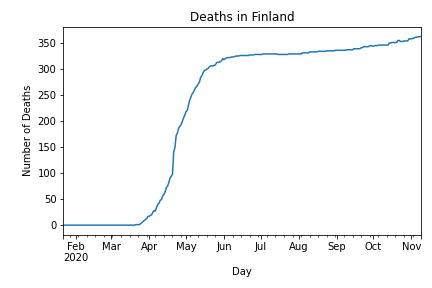 Deaths in Finland
Number of Deaths
350
300
250
200
150
100
50
0
Feb Mar Apr May Jun Jul Aug Sep Oct Nov
2020
Day